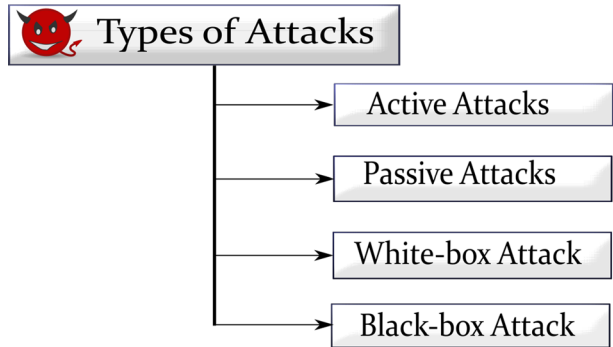 Types of Attacks
Active Attacks
Passive Attacks
White-box Attack
Black-box Attack